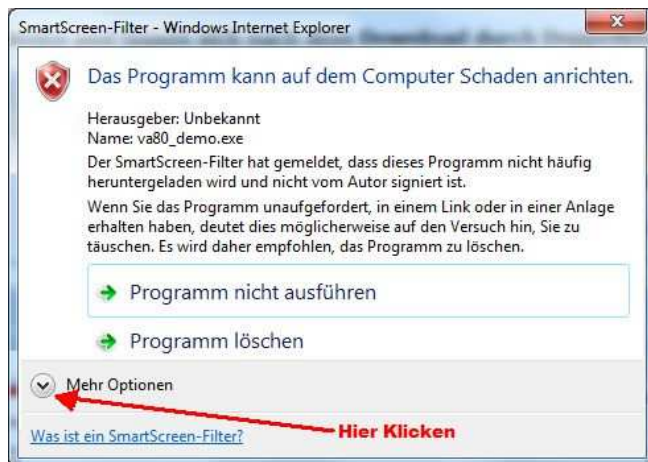 SmartScreen-Filter - Windows Internet Explorer
Das Programm kann auf dem Computer Schaden anrichten.
Herausgeber: Unbekannt
Name: va80_demo.exe
Der SmartScreen-Filter hat gemeldet, dass dieses Programm nicht häufig
heruntergeladen wird und nicht vom Autor signiert ist.
Wenn Sie das Programm unaufgefordert, in einem Link oder in einer Anlage
erhalten haben, deutet dies möglicherweise auf den Versuch hin, Sie zu
täuschen. Es wird daher empfohlen, das Programm zu löschen.
Programm nicht ausführen
Programm löschen
Mehr Optionen
Was ist ein SmartScreen-Filter?
Hier Klicken